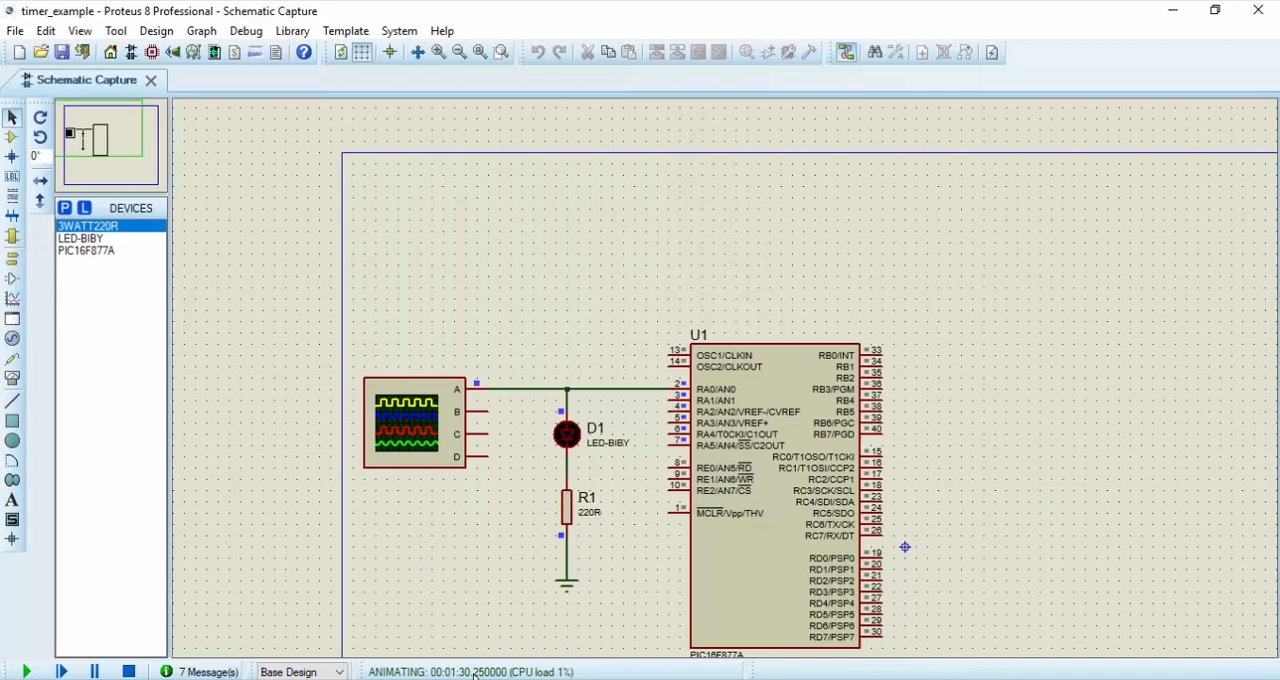 timer_example - Proteus 8 Professional - Schematic Capture
File Edit View Tool Design Graph Debug Library Template System Help
Schematic Capture
0°
LBL
P L DEVICES
3WATT220R
LED-BIBY
PIC16F877A
U1
A
B
C
D
D1
LED-BIBY
R1
220R
13 OSC1/CLKIN RB0/INT 33
14 OSC2/CLKOUT RB1 34
RB2 35
2 RA0/AN0 RB3/PGM 36
3 RA1/AN1 RB4 37
4 RA2/AN2/VREF-/CVREF RB5 38
5 RA3/AN3/VREF+ RB6/PGC 39
6 RA4/T0CKI/C1OUT RB7/PGD 40
7 RA5/AN4/SS/C2OUT
RC0/T1OSO/T1CKI 15
8 RE0/AN5/RD RC1/T1OSI/CCP2 16
9 RE1/AN6/WR RC2/CCP1 17
10 RE2/AN7/CS RC3/SCK/SCL 18
RC4/SDI/SDA 23
1 MCLR/Vpp/THV RC5/SDO 24
RC6/TX/CK 25
RC7/RX/DT 26
RD0/PSP0 19
RD1/PSP1 20
RD2/PSP2 21
RD3/PSP3 22
RD4/PSP4 27
RD5/PSP5 28
RD6/PSP6 29
RD7/PSP7 30
PIC16F877A
7 Message(s) Base Design ANIMATING: 00:01:30.250000 (CPU load 1%)